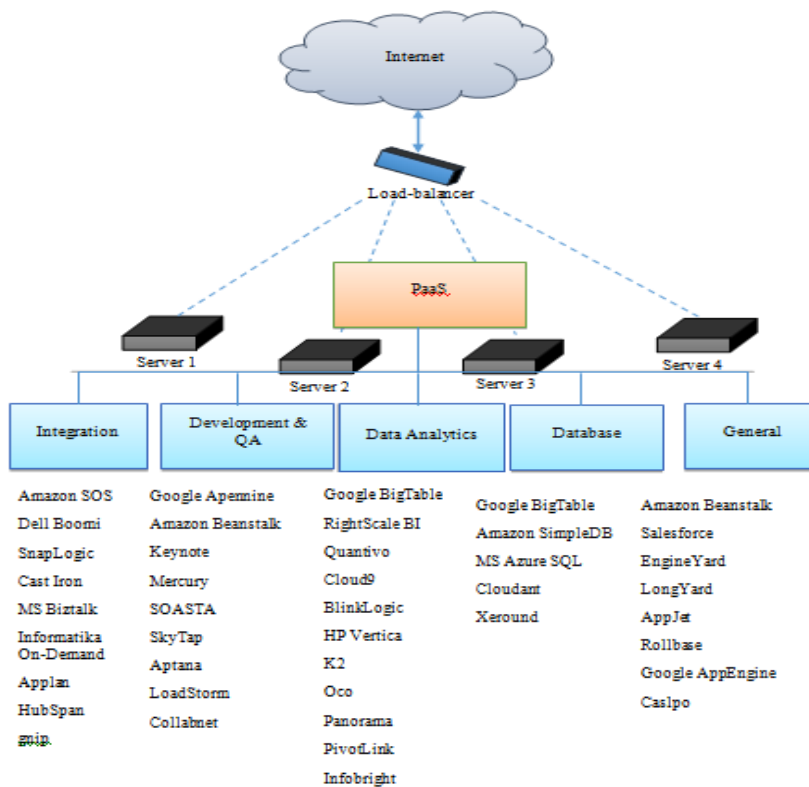 Internet
Load-balancer
PaaS
Server 1
Server 2
Server 3
Server 4
Integration
Development &
QA
Data Analytics
Database
General
Amazon SOS
Dell Boomi
SnapLogic
Cast Iron
MS Biztalk
Informatika
On-Demand
Applan
HubSpan
gnip
Google Apennine
Amazon Beanstalk
Keynote
Mercury
SOASTA
SkyTap
Aptana
LoadStorm
Collabnet
Google BigTable
RightScale BI
Quantivo
Cloud9
BlinkLogic
HP Vertica
K2
Oco
Panorama
PivotLink
Infobright
Google BigTable
Amazon SimpleDB
MS Azure SQL
Cloudant
Xeround
Amazon Beanstalk
Salesforce
EngineYard
LongYard
AppJet
Rollbase
Google AppEngine
Caslpo